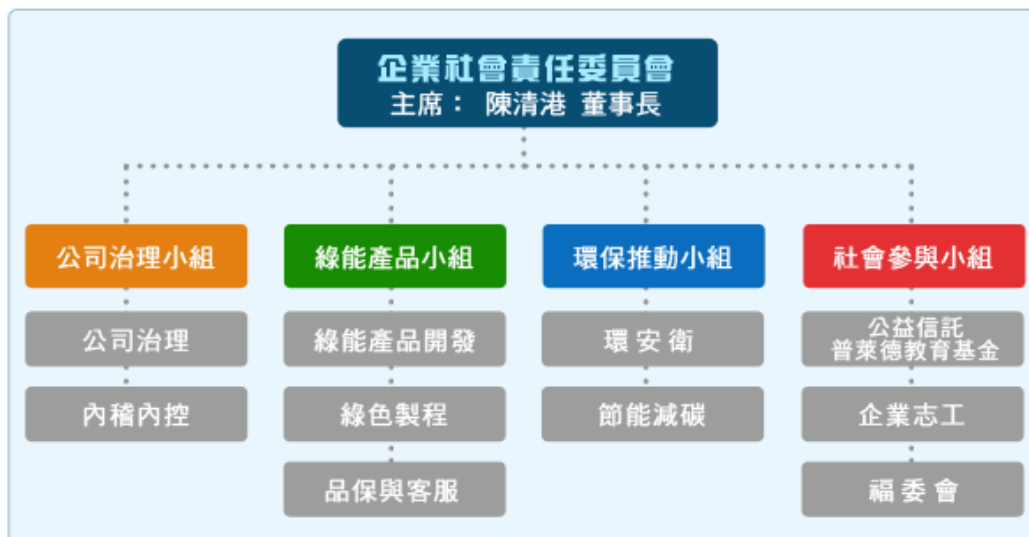 企業社會責任委員會
主席： 陳清港 董事長
公司治理小組
公司治理
內稽內控
綠能產品小組
綠能產品開發
綠色製程
品保與客服
環保推動小組
環安衛
節能減碳
社會參與小組
公益信託
普萊德教育基金
企業志工
福委會